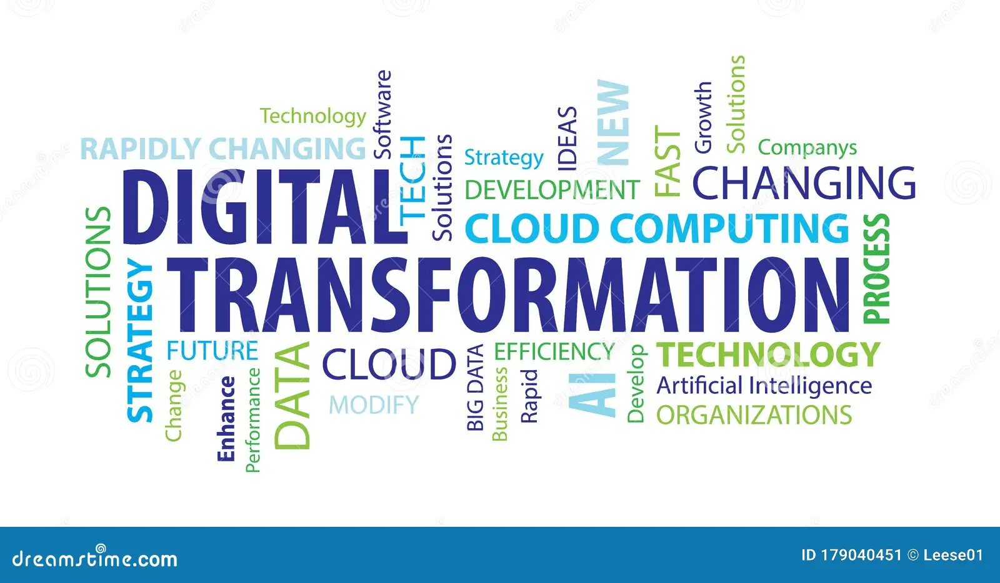 Technology
Software
RAPIDLY CHANGING
TECH
Solutions
Strategy
IDEAS
NEW
FAST
Growth
Solutions
Companys
DEVELOPMENT
CHANGING
DIGITAL
CLOUD COMPUTING
SOLUTIONS
STRATEGY
TRANSFORMATION
PROCESS
FUTURE
Change
Enhance
Performance
DATA
CLOUD
MODIFY
BIG DATA
EFFICIENCY
Business
Rapid
AI
Develop
TECHNOLOGY
Artificial Intelligence
ORGANIZATIONS
dreamstime.com
ID 179040451 © Leese01